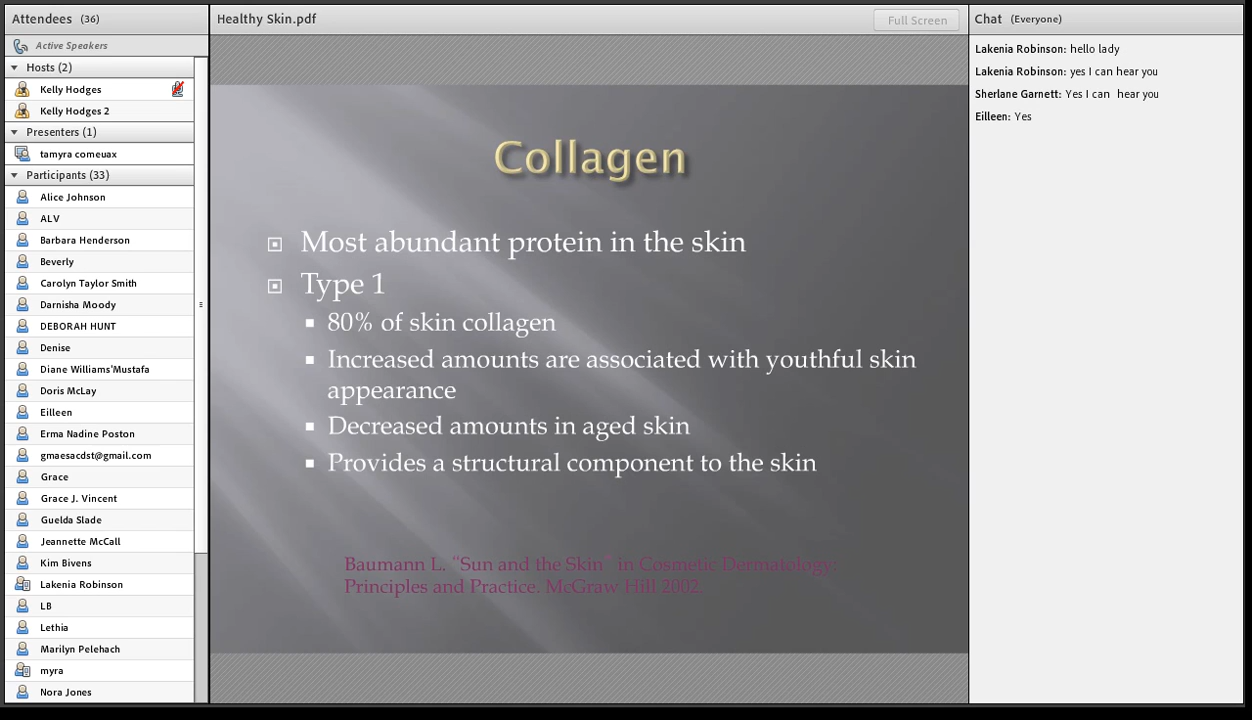 Attendees (36)
Active Speakers
Hosts (2)
Kelly Hodges
Kelly Hodges 2
Presenters (1)
tamyra comeuax
Participants (33)
Alice Johnson
ALV
Barbara Henderson
Beverly
Carolyn Taylor Smith
Darnisha Moody
DEBORAH HUNT
Denise
Diane Williams'Mustafa
Doris McLay
Eilleen
Erma Nadine Poston
gmaesacdst@gmail.com
Grace
Grace J. Vincent
Guelda Slade
Jeannette McCall
Kim Bivens
Lakenia Robinson
LB
Lethia
Marilyn Pelehach
myra
Nora Jones
Healthy Skin.pdf
Full Screen
Collagen
Most abundant protein in the skin
Type 1
80% of skin collagen
Increased amounts are associated with youthful skin
appearance
Decreased amounts in aged skin
Provides a structural component to the skin
Baumann L. "Sun and the Skin" in Cosmetic Dermatology:
Principles and Practice. McGraw Hill 2002.
Chat (Everyone)
Lakenia Robinson: hello lady
Lakenia Robinson: yes I can hear you
Sherlane Garnett: Yes I can hear you
Eilleen: Yes